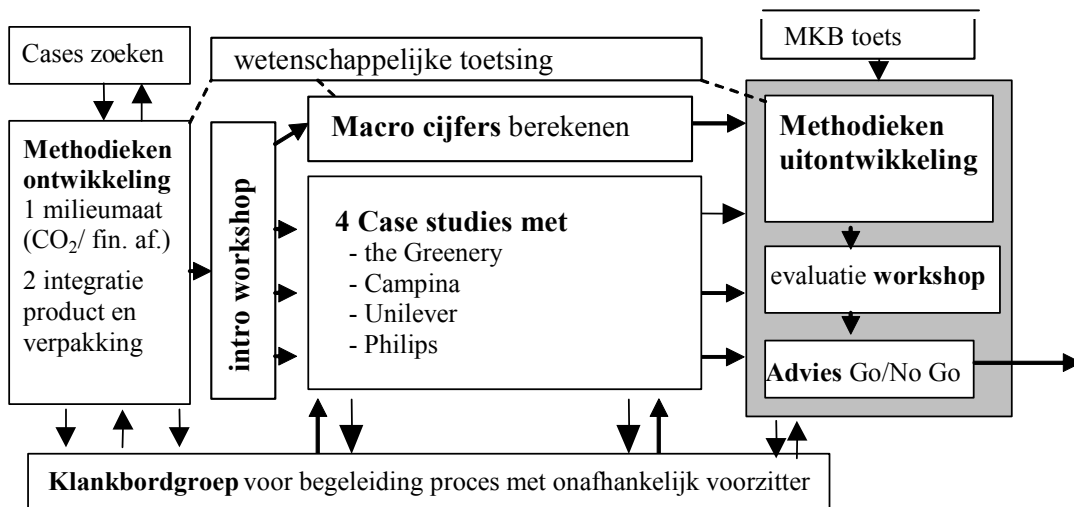 Cases zoeken
wetenschappelijke toetsing
MKB toets
Methodieken
ontwikkeling
1 milieumaat
(CO₂/ fin. af.)
2 integratie
product en
verpakking
intro workshop
Macro cijfers berekenen
4 Case studies met
- the Greenery
- Campina
- Unilever
- Philips
Methodieken
uitontwikkeling
evaluatie workshop
Advies Go/No Go
Klankbordgroep voor begeleiding proces met onafhankelijk voorzitter